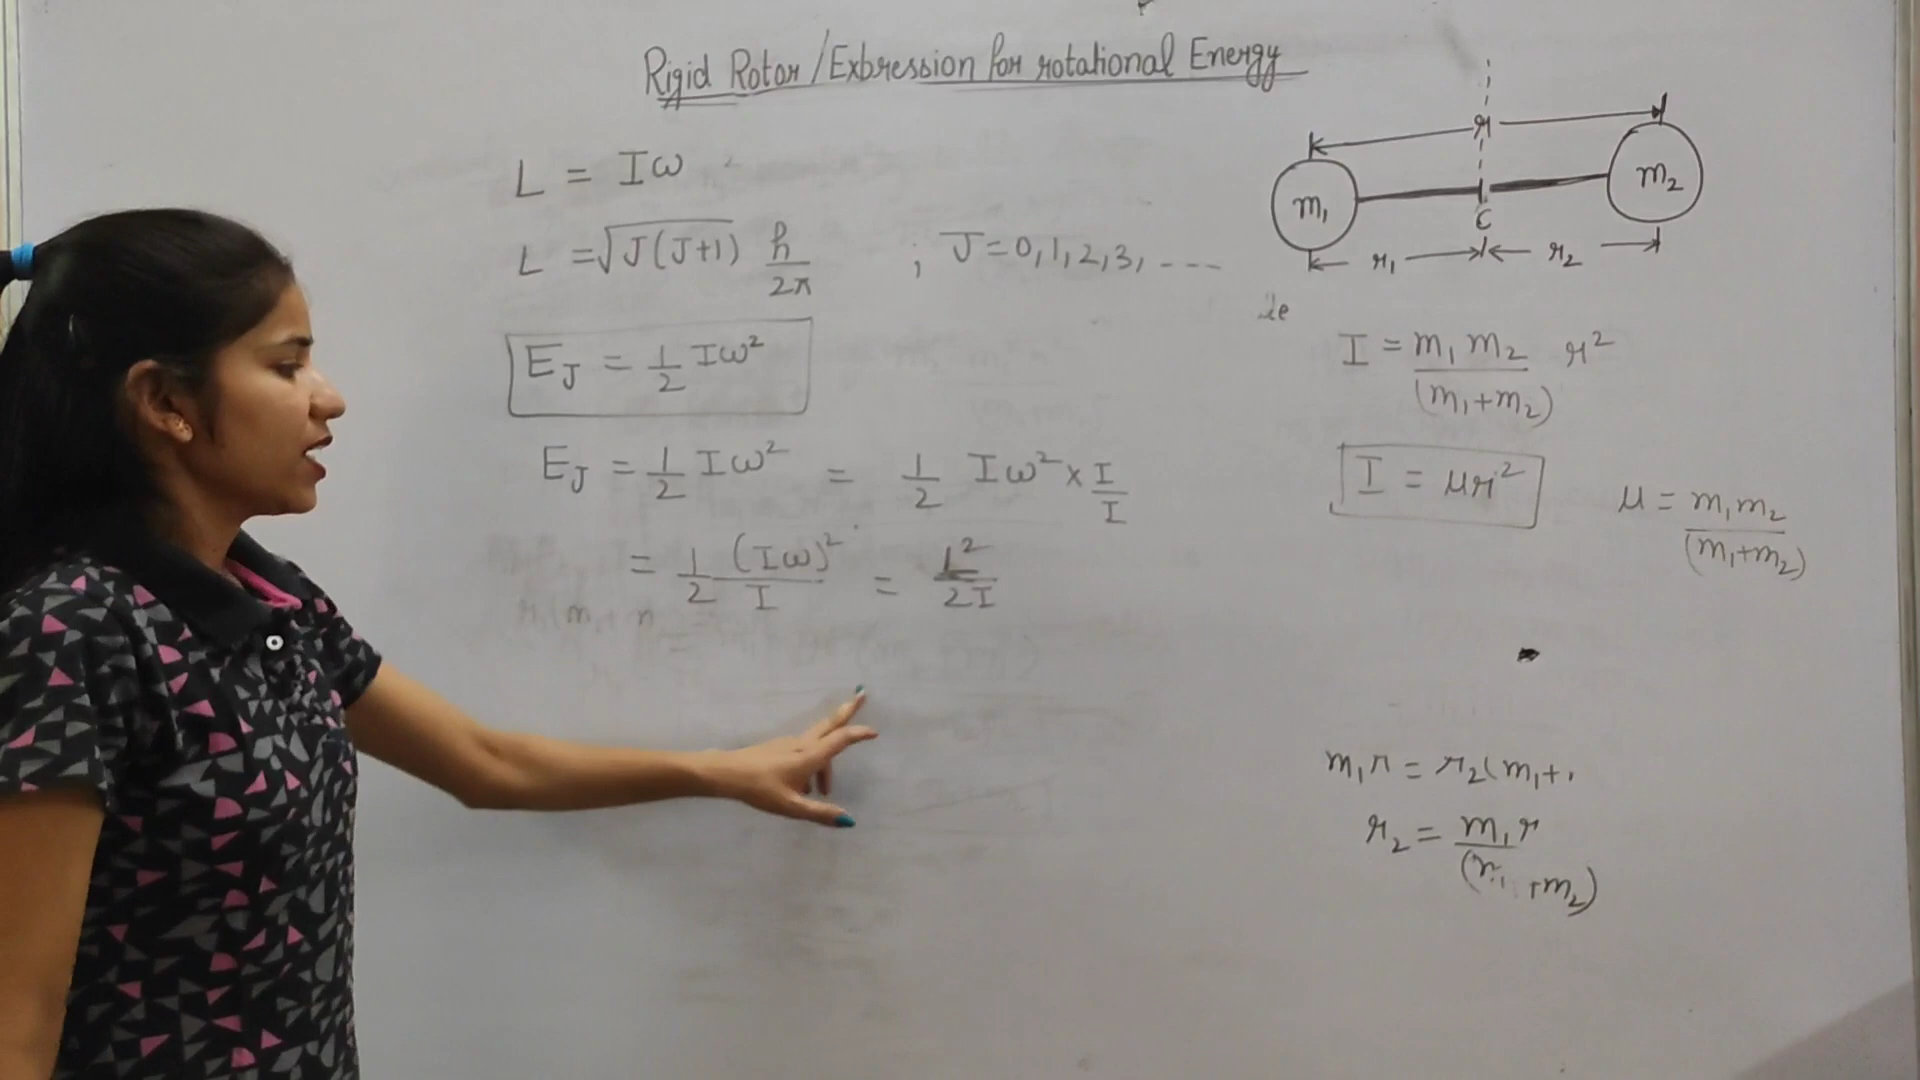 Rigid Rotor/Expression for rotational Energy
L = Iω
L = √J(J+1) h/2π ; J=0,1,2,3, ---
E_J = 1/2 Iω²
E_J = 1/2 Iω² = 1/2 Iω² × I/I
= 1/2 (Iω)²/I = L²/2I
r
m₁ m₂
C
r₁ r₂
I = m₁ m₂/(m₁+m₂) r²
I = μr²
μ = m₁m₂/(m₁+m₂)
m₁r = r₂(m₁+
r₂ = m₁r/(m₁+m₂)